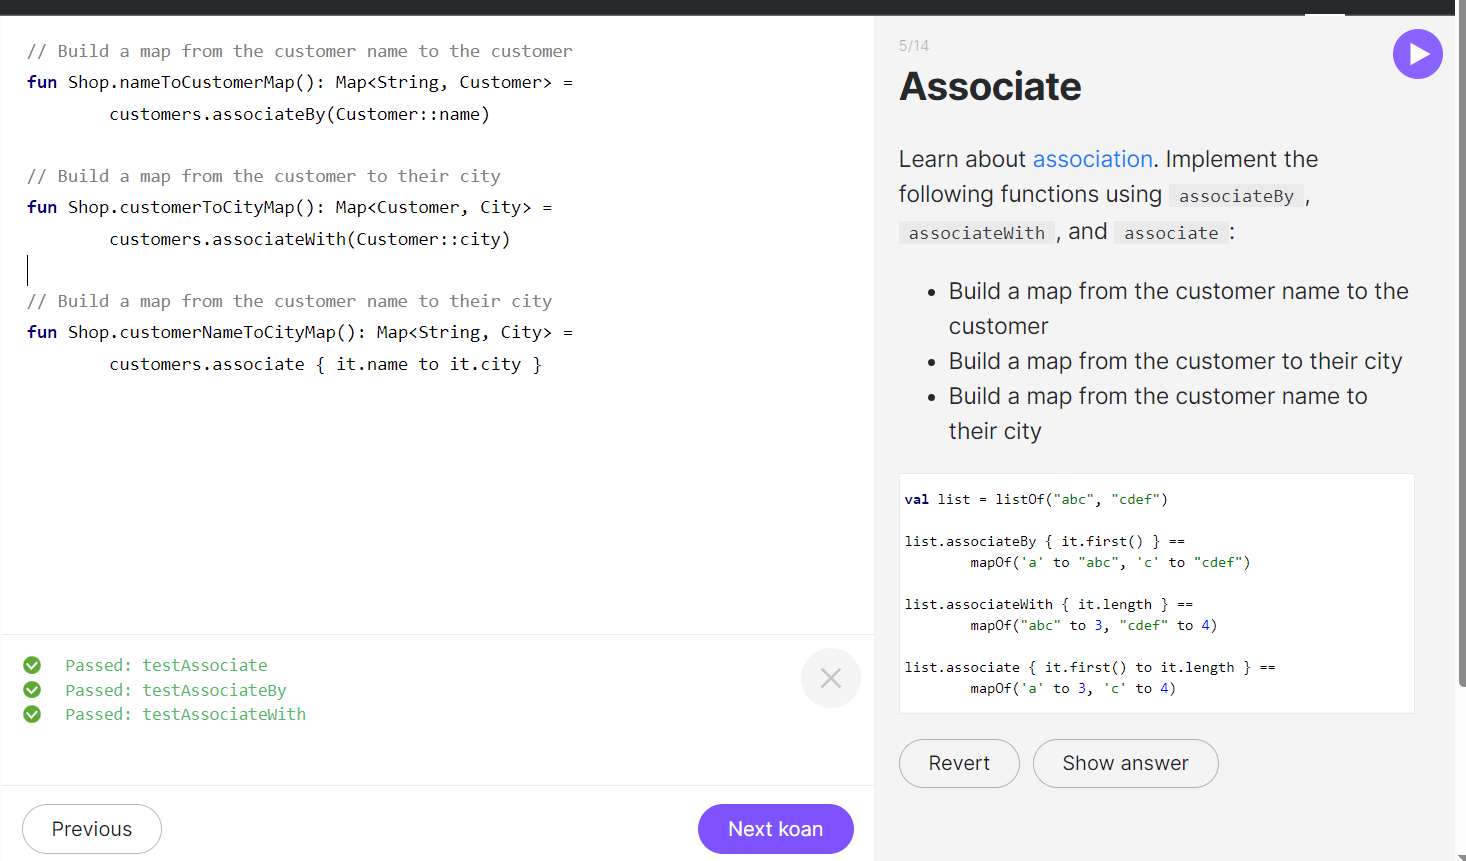 // Build a map from the customer name to the customer
fun Shop.nameToCustomerMap(): Map<String, Customer> =
        customers.associateBy(Customer::name)

// Build a map from the customer to their city
fun Shop.customerToCityMap(): Map<Customer, City> =
        customers.associateWith(Customer::city)

// Build a map from the customer name to their city
fun Shop.customerNameToCityMap(): Map<String, City> =
        customers.associate { it.name to it.city }
Passed: testAssociate
Passed: testAssociateBy
Passed: testAssociateWith
Previous
Next koan
5/14
Associate
Learn about association. Implement the
following functions using associateBy,
associateWith, and associate:
• Build a map from the customer name to the
customer
• Build a map from the customer to their city
• Build a map from the customer name to
their city
val list = listOf("abc", "cdef")

list.associateBy { it.first() } ==
        mapOf('a' to "abc", 'c' to "cdef")

list.associateWith { it.length } ==
        mapOf("abc" to 3, "cdef" to 4)

list.associate { it.first() to it.length } ==
        mapOf('a' to 3, 'c' to 4)
Revert
Show answer